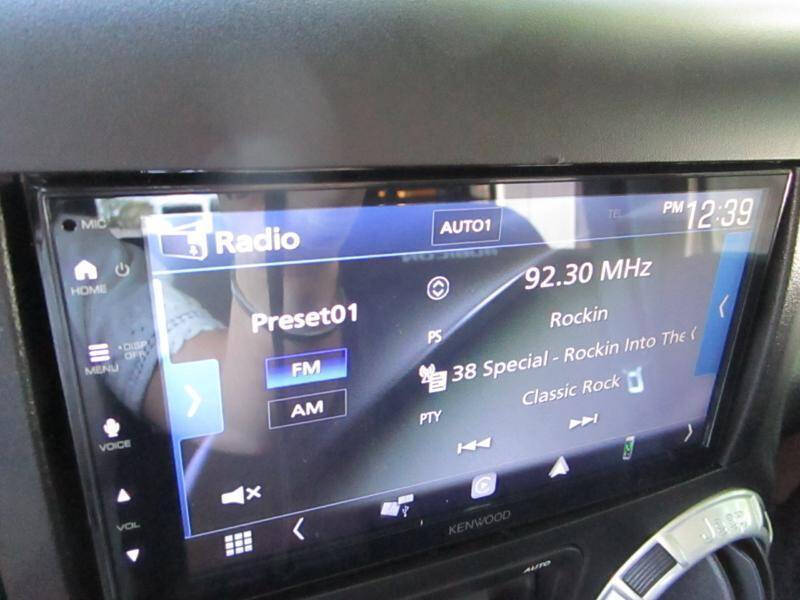 MIC
Radio
AUTO1
TEL
PM 12:39
HOME
92.30 MHz
Preset01
PS
Rockin
DISP
OFF
MENU
FM
38 Special - Rockin Into The
AM
PTY
Classic Rock
VOICE
VOL
KENWOOD
AUTO